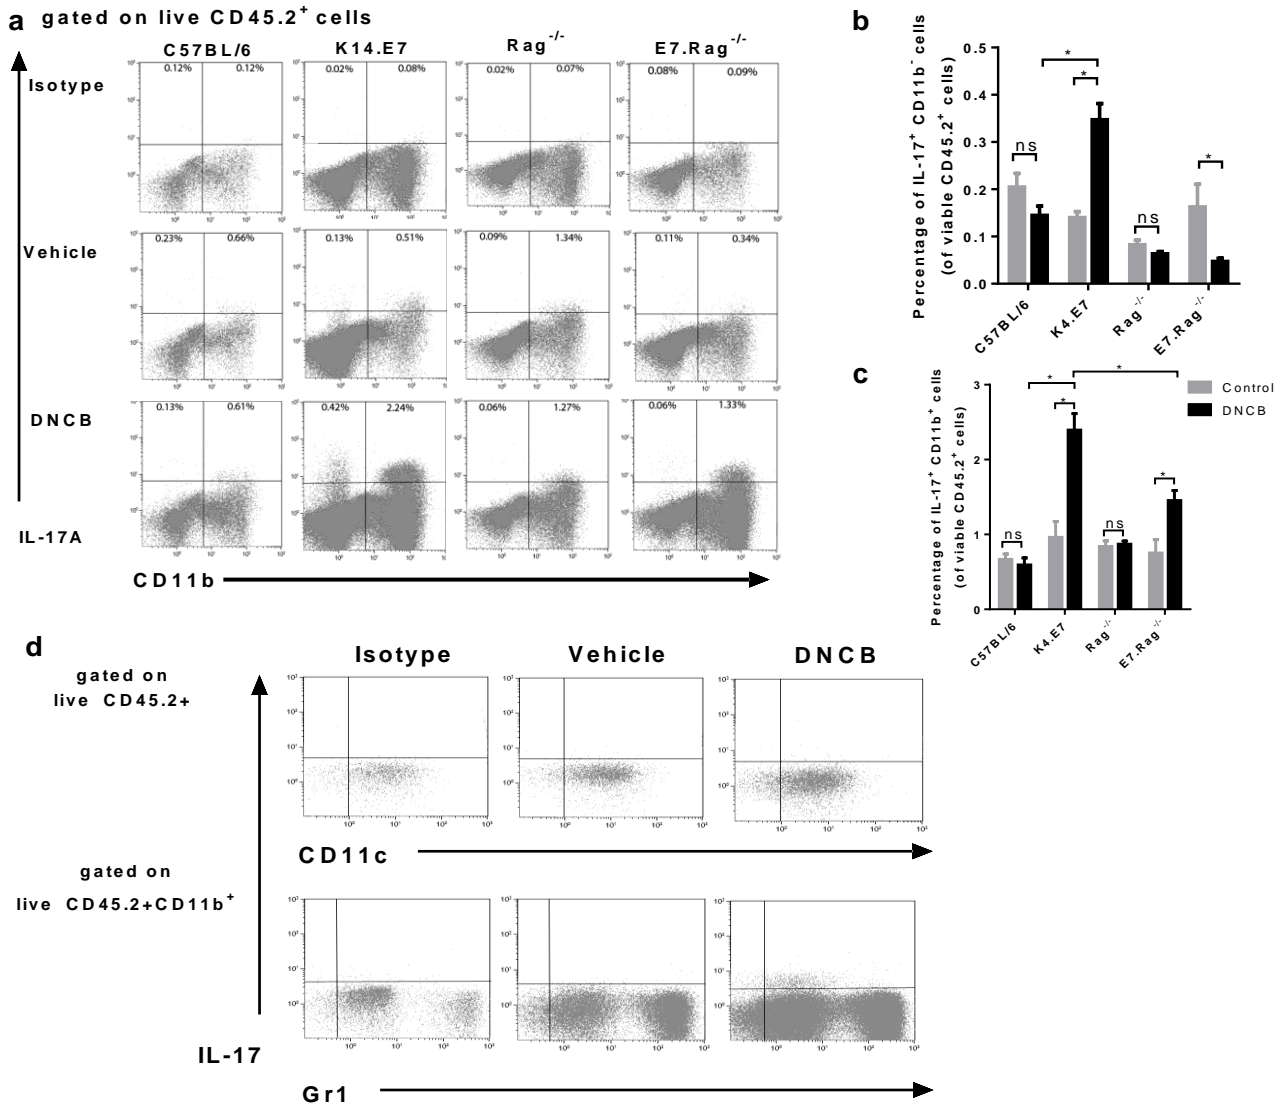 a gated on live CD45.2+ cells
C57BL/6 K14.E7 Rag-/- E7.Rag-/-
Isotype
0.12% 0.12% 0.02% 0.08% 0.02% 0.07% 0.08% 0.09%
Vehicle
0.23% 0.66% 0.13% 0.51% 0.09% 1.34% 0.11% 0.34%
DNCB
0.13% 0.61% 0.42% 2.24% 0.06% 1.27% 0.06% 1.33%
IL-17A
CD11b
b
Percentage of IL-17+ CD11b- cells
(of viable CD45.2+ cells)
0.5
0.4
0.3
0.2
0.1
0.0
* * ns ns *
C57BL/6 K4.E7 Rag-/- E7.Rag-/-
c
Percentage of IL-17+ CD11b+ cells
(of viable CD45.2+ cells)
3
2
1
0
* * * ns ns *
C57BL/6 K4.E7 Rag-/- E7.Rag-/-
Control
DNCB
d
Isotype Vehicle DNCB
gated on
live CD45.2+
CD11c
gated on
live CD45.2+CD11b+
IL-17
Gr1